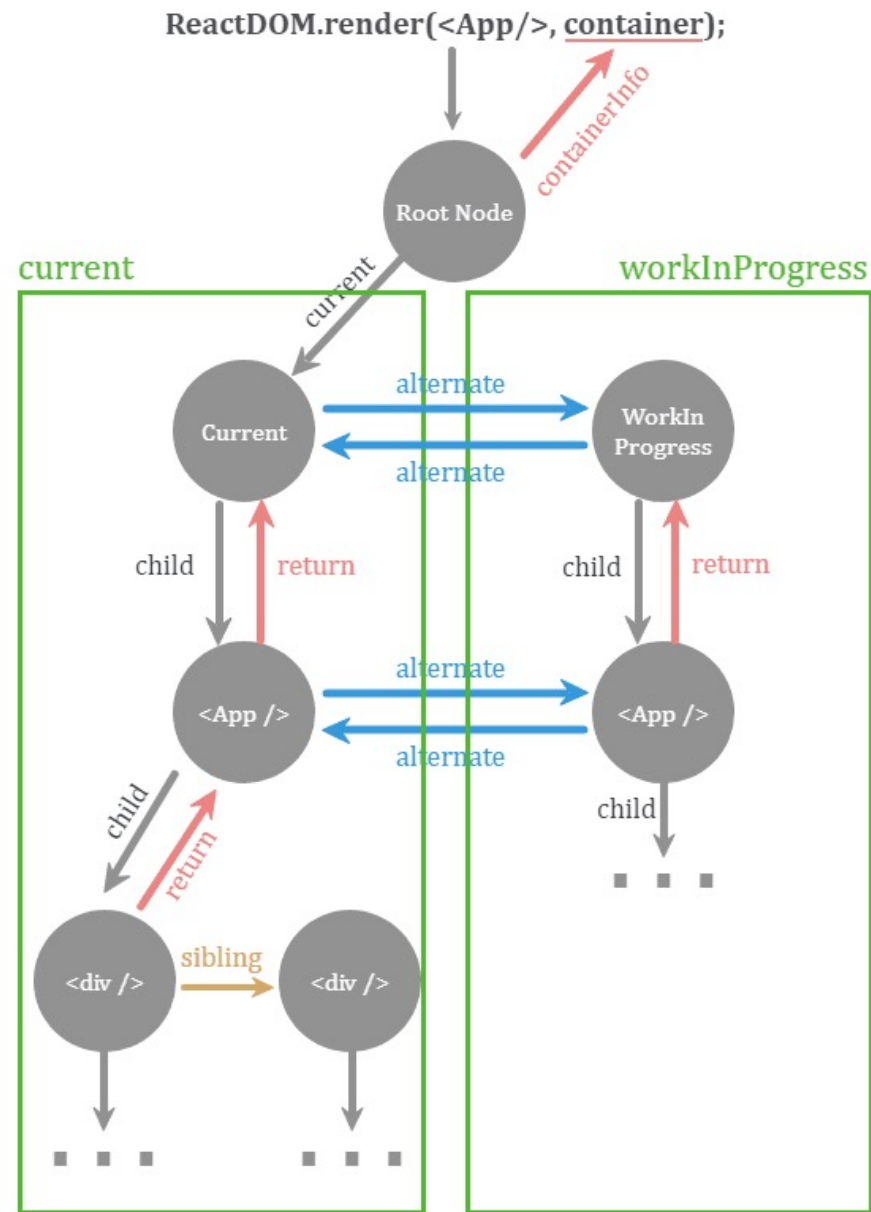 ReactDOM.render(<App/>, container);
containerInfo
Root Node
current
workInProgress
current
alternate
Current
WorkIn
Progress
alternate
child
return
child
return
alternate
<App />
<App />
alternate
child
return
child
<div />
sibling
<div />